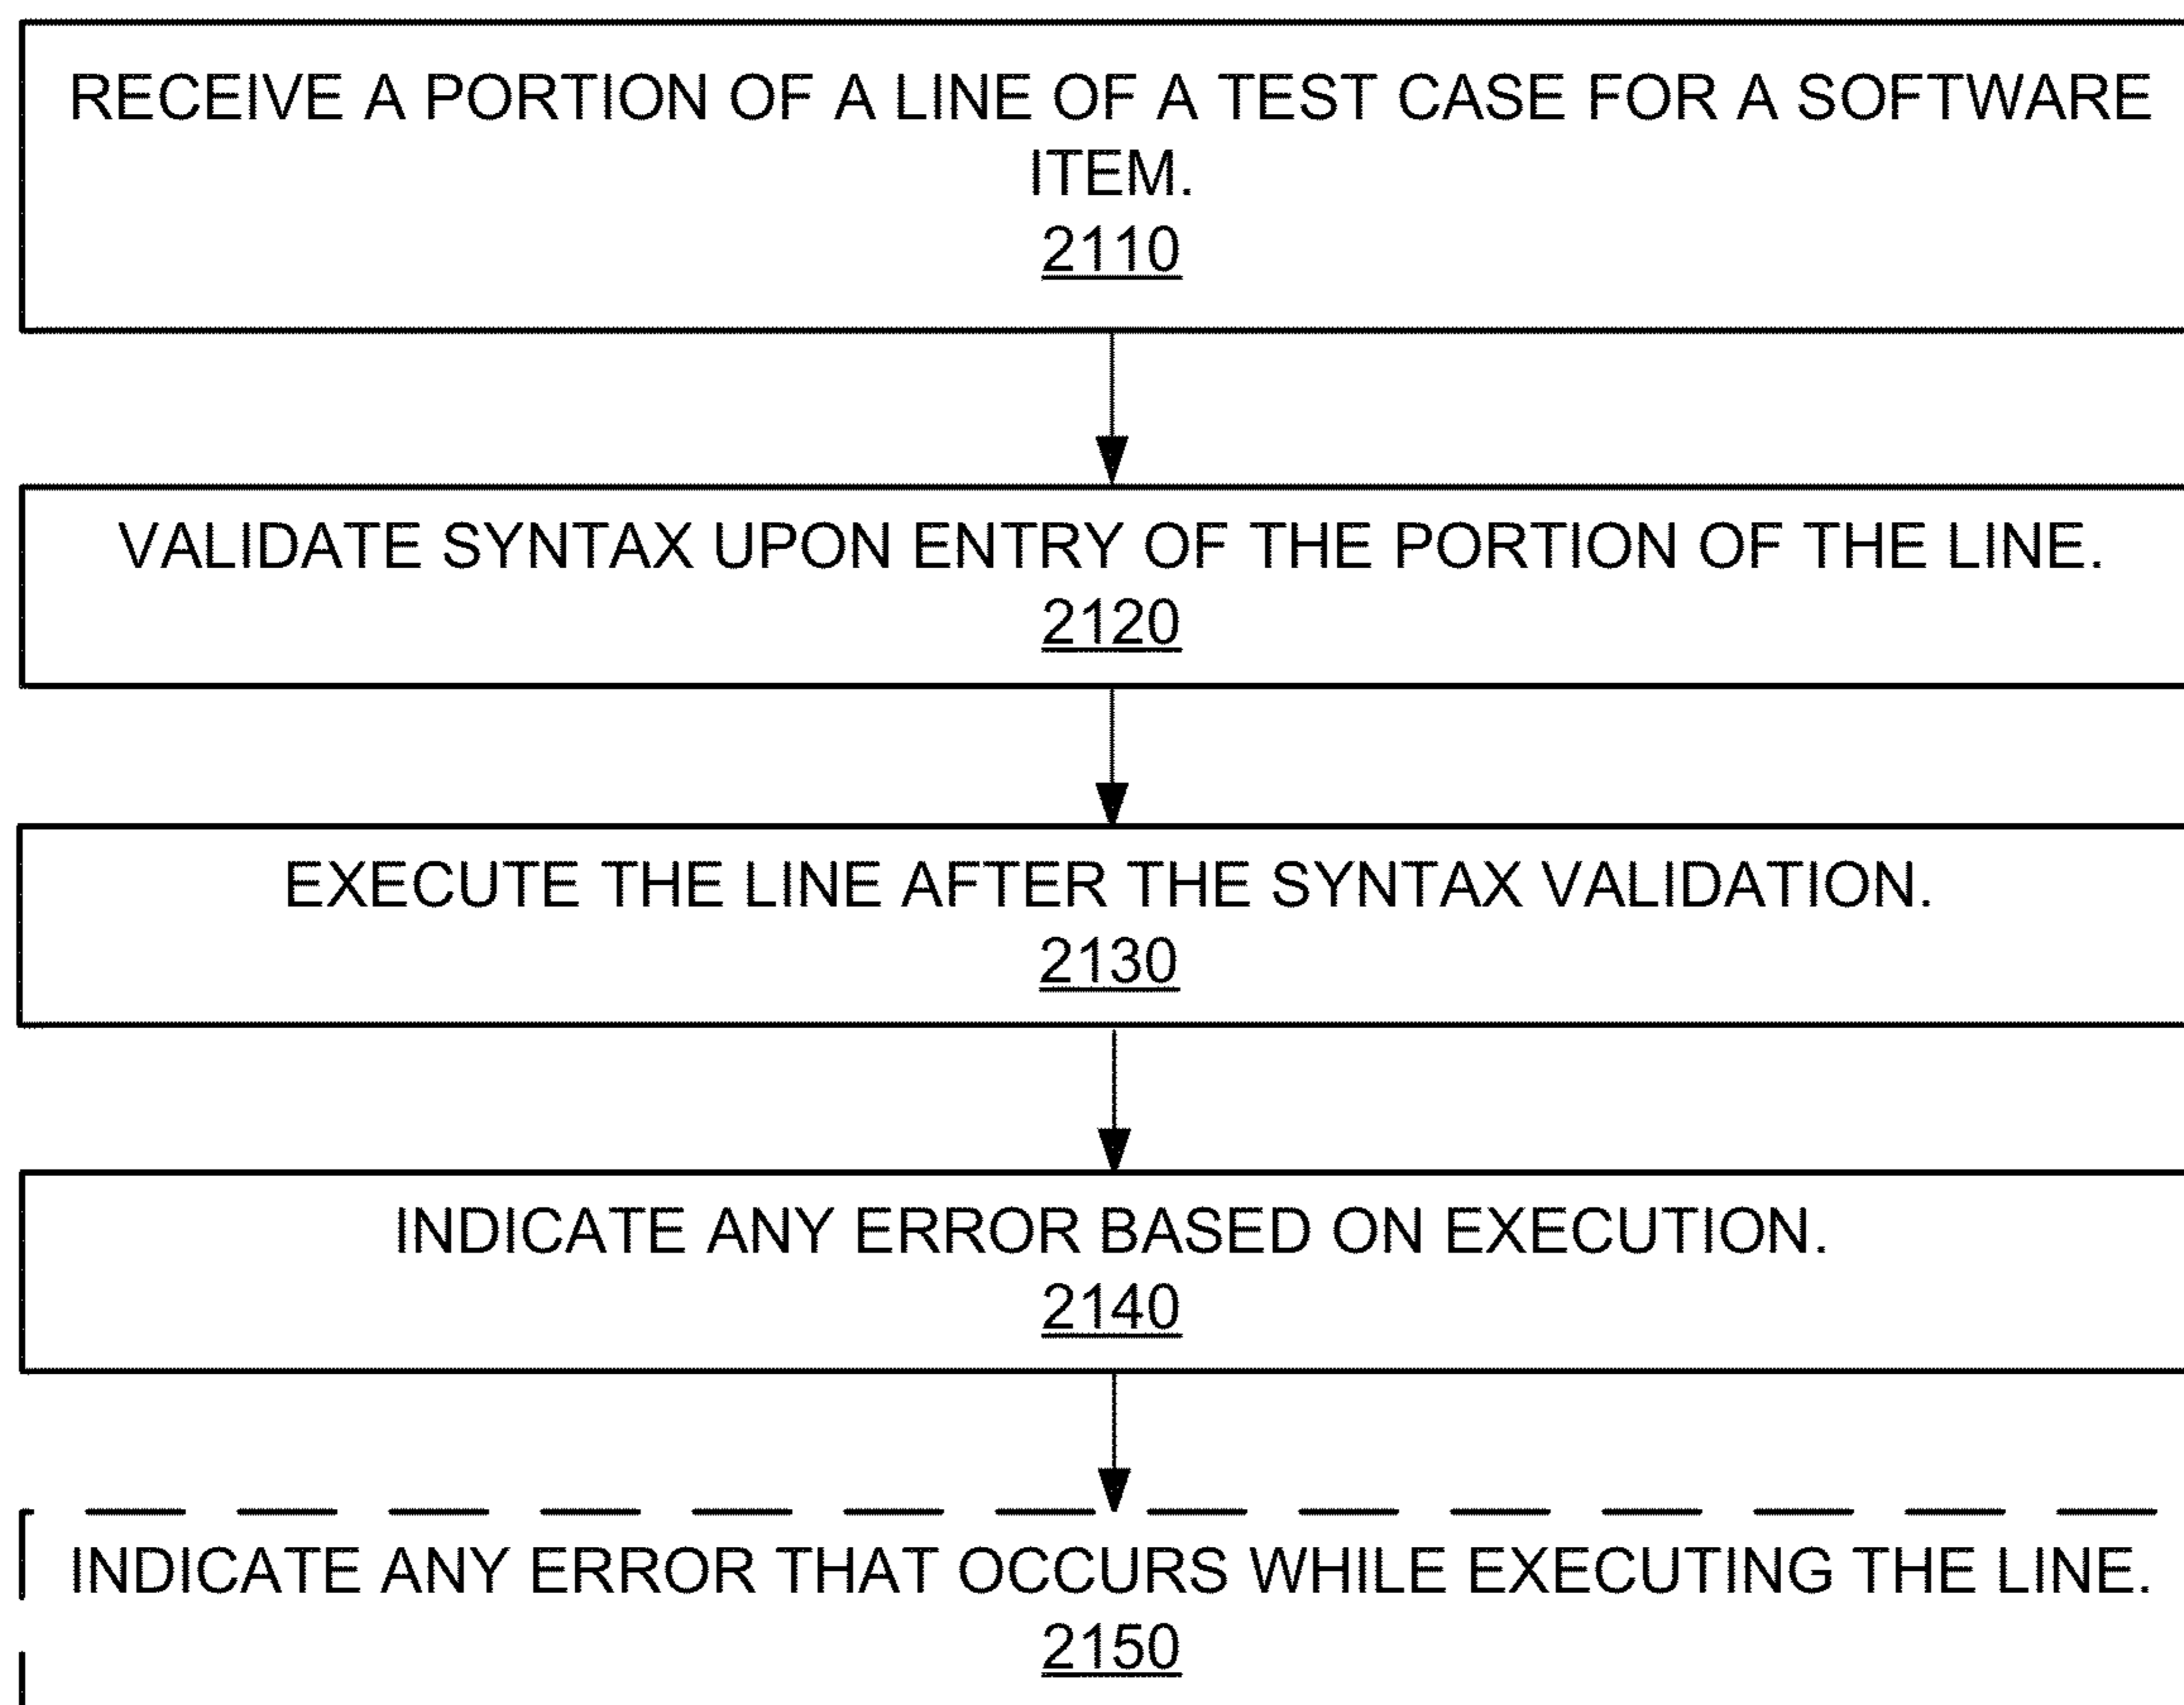 RECEIVE A PORTION OF A LINE OF A TEST CASE FOR A SOFTWARE
ITEM.
2110
VALIDATE SYNTAX UPON ENTRY OF THE PORTION OF THE LINE.
2120
EXECUTE THE LINE AFTER THE SYNTAX VALIDATION.
2130
INDICATE ANY ERROR BASED ON EXECUTION.
2140
INDICATE ANY ERROR THAT OCCURS WHILE EXECUTING THE LINE.
2150